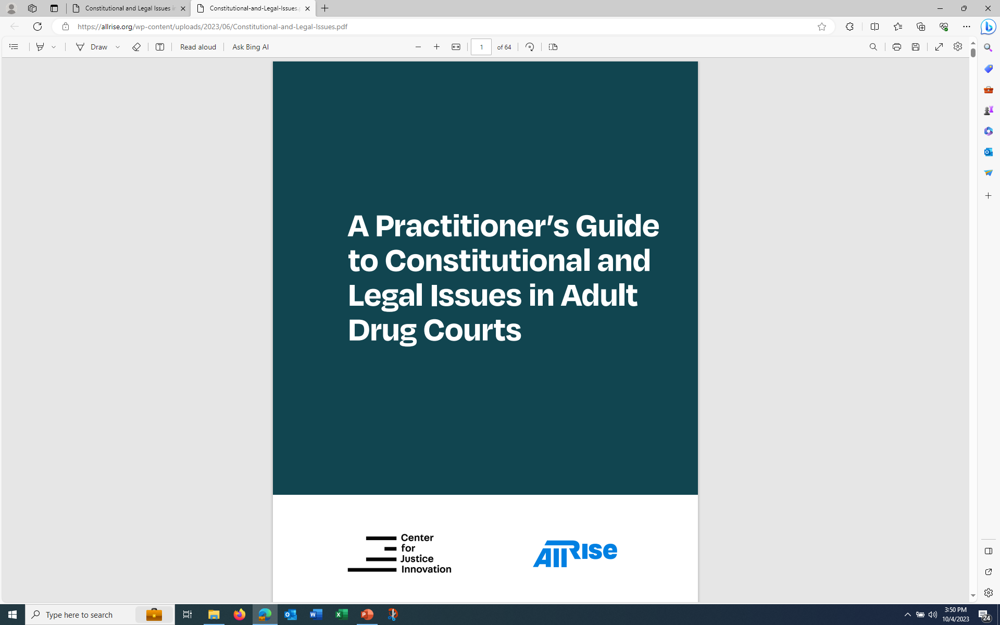 Constitutional and Legal Issues i
Constitutional-and-Legal-Issues.
https://allrise.org/wp-content/uploads/2023/06/Constitutional-and-Legal-Issues.pdf
Draw
Read aloud
Ask Bing AI
1
of 64
A Practitioner’s Guide
to Constitutional and
Legal Issues in Adult
Drug Courts
Center
for
Justice
Innovation
AllRise
Type here to search
3:50 PM
10/4/2023
24